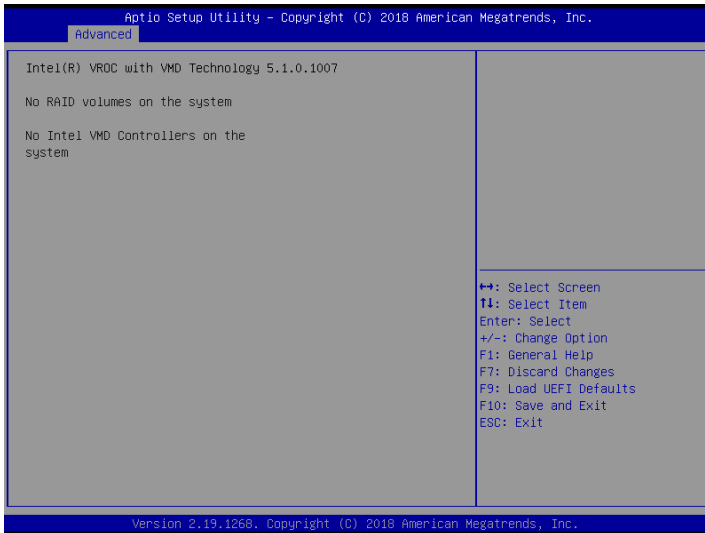 Aptio Setup Utility – Copyright (C) 2018 American Megatrends, Inc.
Advanced
Intel(R) VROC with VMD Technology 5.1.0.1007
No RAID volumes on the system
No Intel VMD Controllers on the
system
↔: Select Screen
↑↓: Select Item
Enter: Select
+/-: Change Option
F1: General Help
F7: Discard Changes
F9: Load UEFI Defaults
F10: Save and Exit
ESC: Exit
Version 2.19.1268. Copyright (C) 2018 American Megatrends, Inc.